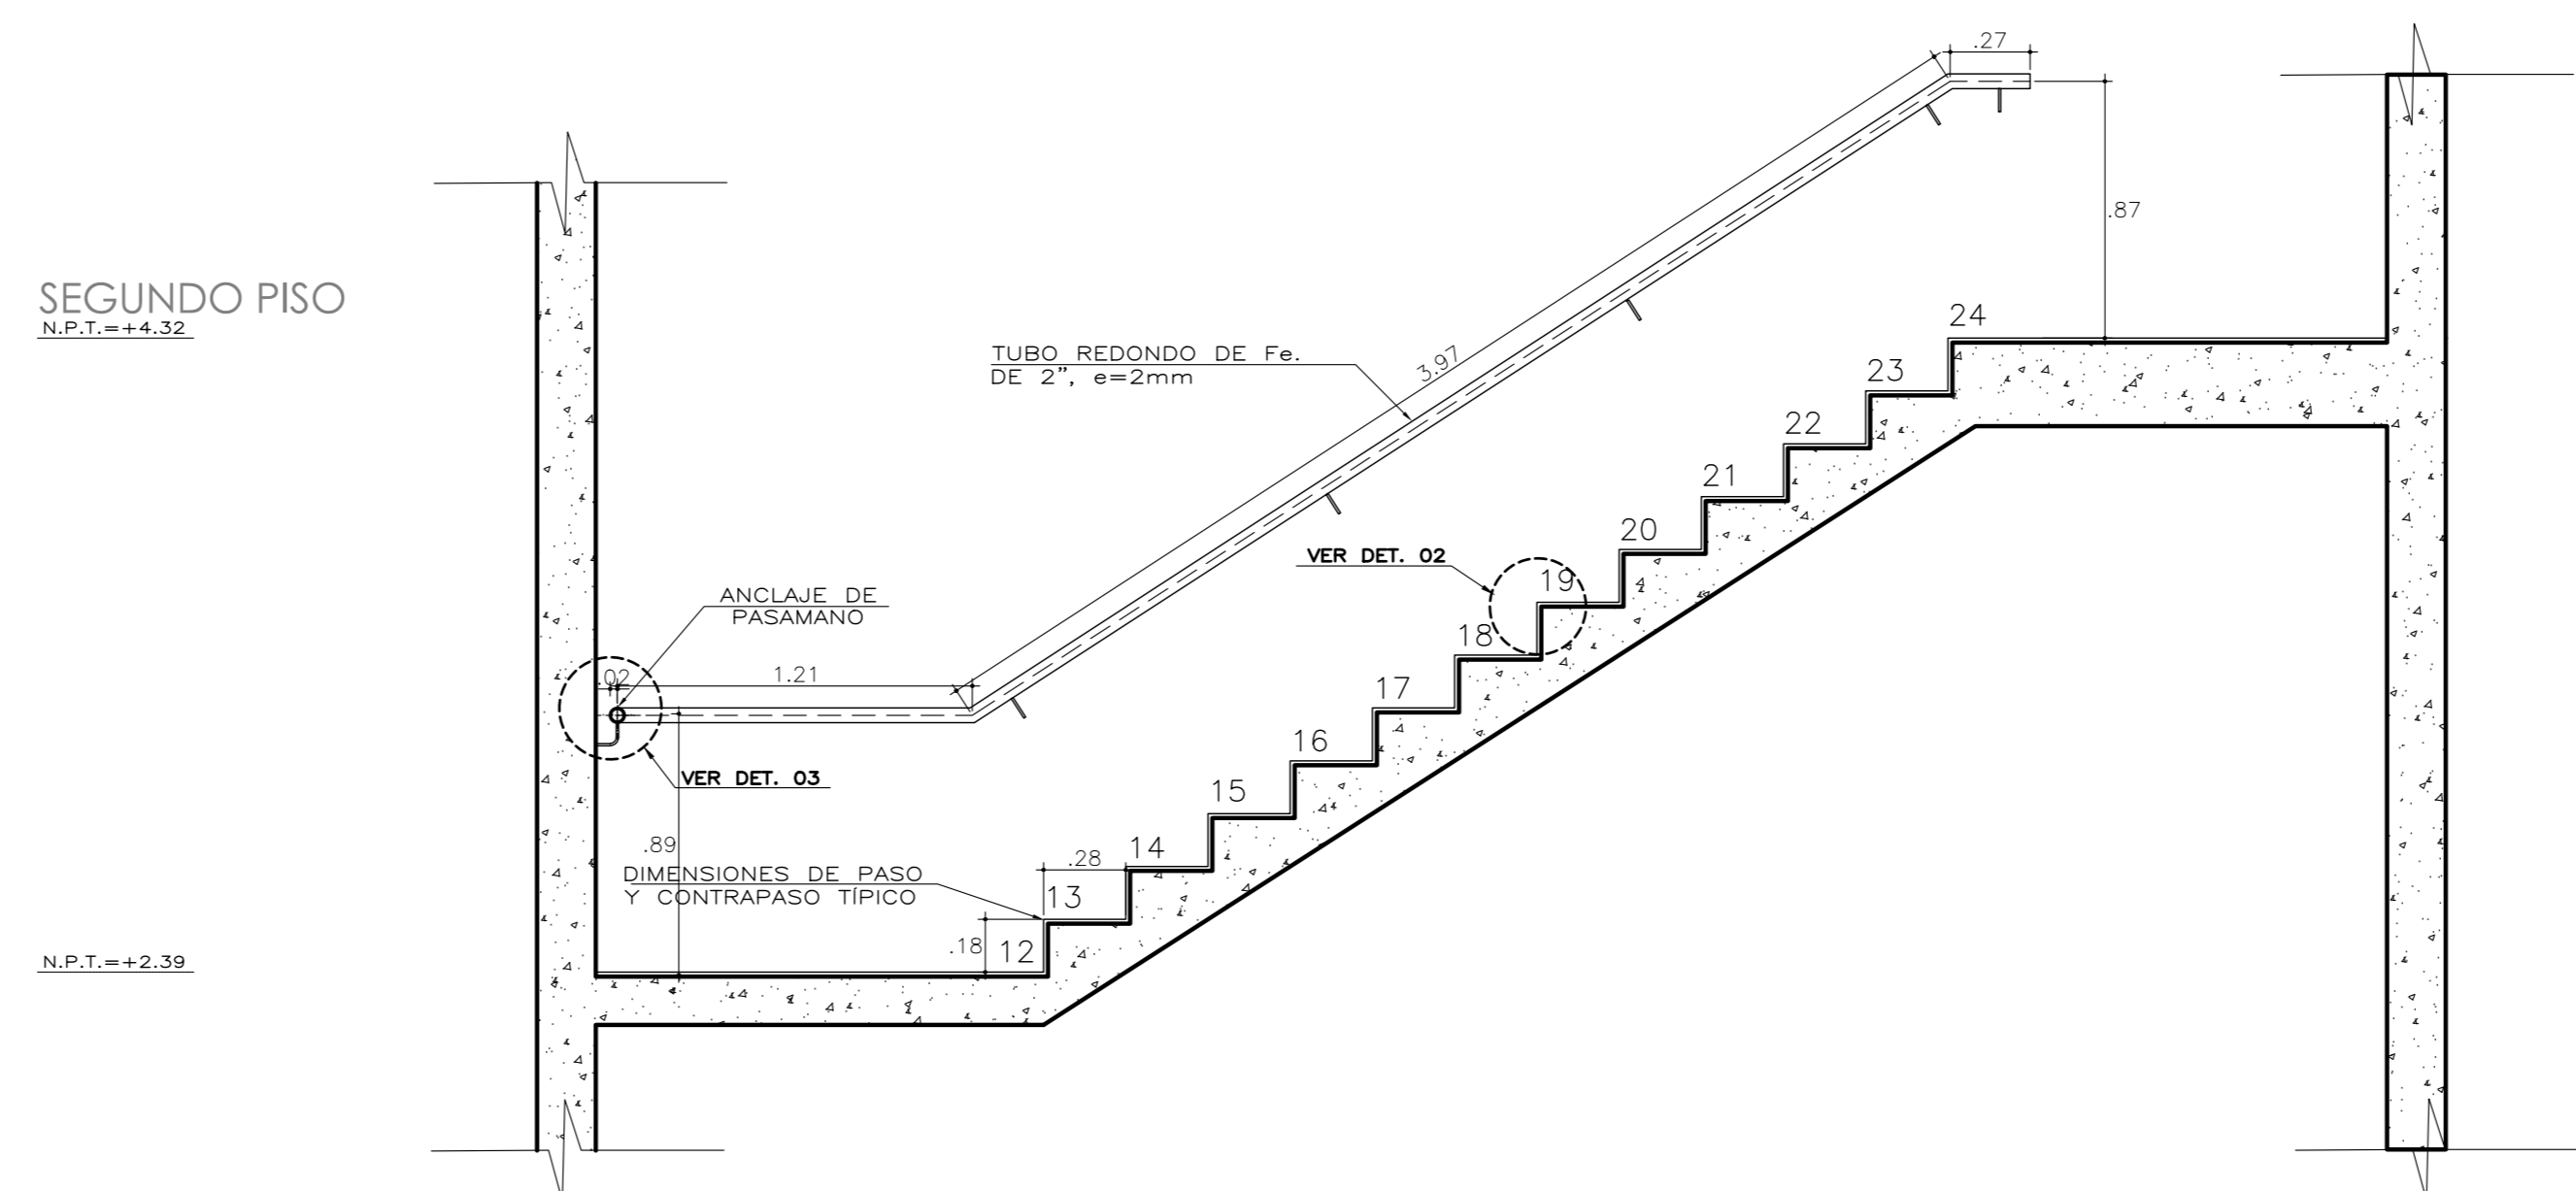 .27
.87
SEGUNDO PISO
N.P.T.=+4.32
24
TUBO REDONDO DE Fe.
DE 2", e=2mm
3.97
23
22
21
20
VER DET. 02
19
ANCLAJE DE
PASAMANO
18
.02
1.21
17
16
VER DET. 03
15
.89
14
.28
DIMENSIONES DE PASO
Y CONTRAPASO TÍPICO
13
.18
12
N.P.T.=+2.39